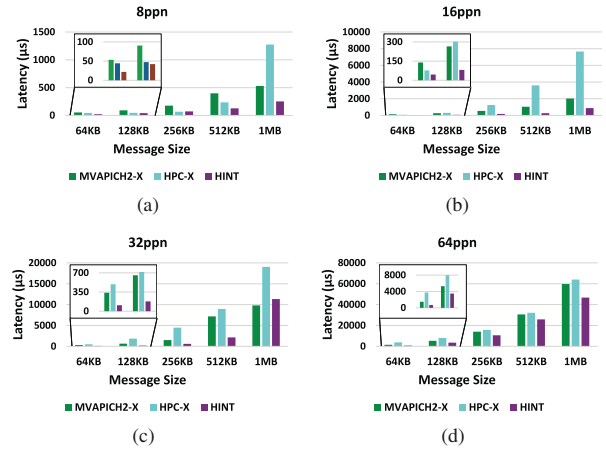 8ppn
1500
1000
500
0
Latency (µs)
100
50
0
64KB 128KB 256KB 512KB 1MB
Message Size
MVAPICH2-X HPC-X HINT
(a)
16ppn
10000
8000
6000
4000
2000
0
Latency (µs)
300
150
0
64KB 128KB 256KB 512KB 1MB
Message Size
MVAPICH2-X HPC-X HINT
(b)
32ppn
20000
15000
10000
5000
0
Latency (µs)
700
350
0
64KB 128KB 256KB 512KB 1MB
Message Size
MVAPICH2-X HPC-X HINT
(c)
64ppn
80000
60000
40000
20000
0
Latency (µs)
8000
4000
0
64KB 128KB 256KB 512KB 1MB
Message Size
MVAPICH2-X HPC-X HINT
(d)